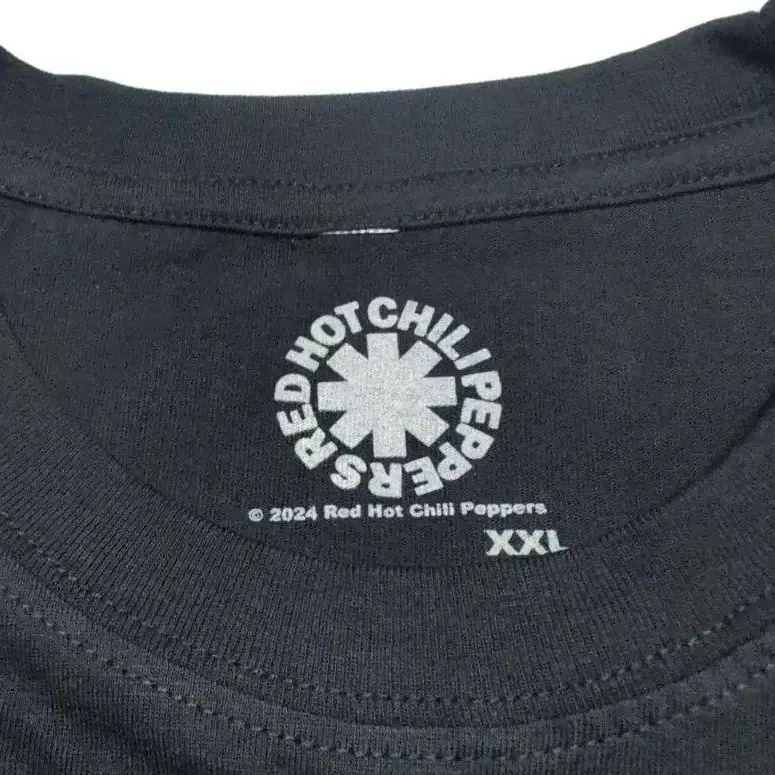 RED HOT CHILI PEPPERS
© 2024 Red Hot Chili Peppers
XXL